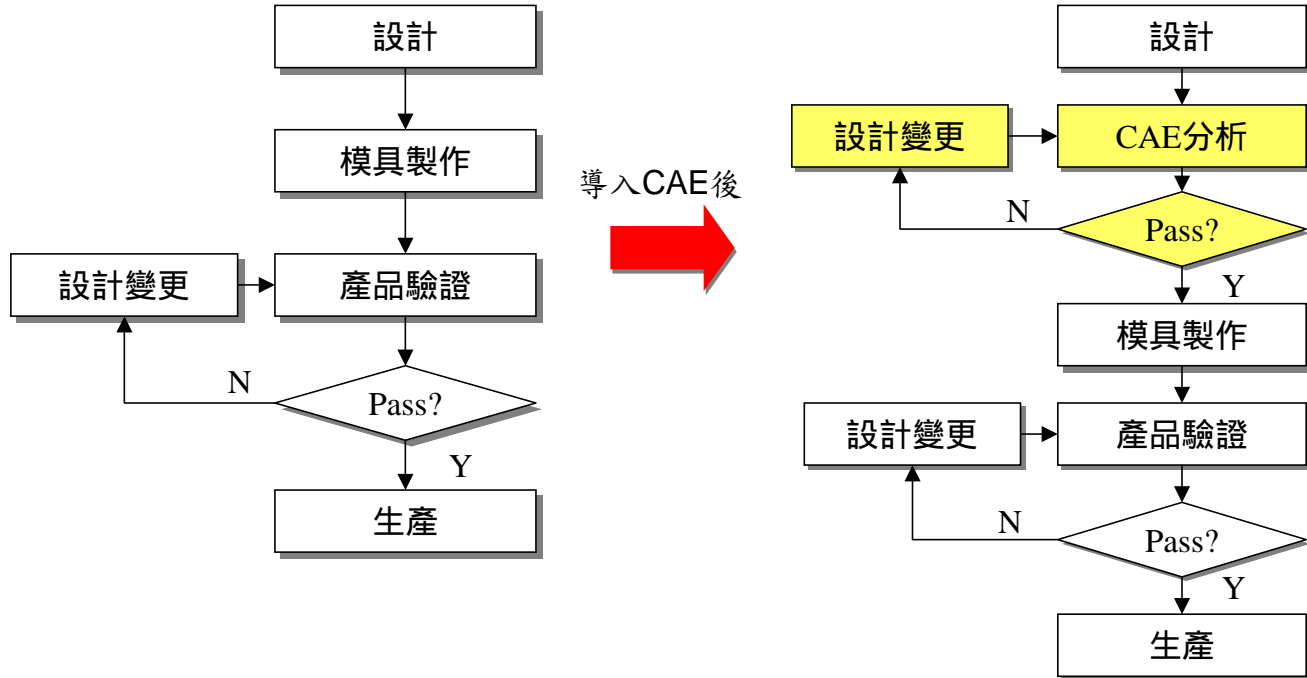 設計
模具製作
設計變更
產品驗證
N
Pass?
Y
生產
導入CAE後
設計
設計變更
CAE分析
N
Pass?
Y
模具製作
設計變更
產品驗證
N
Pass?
Y
生產